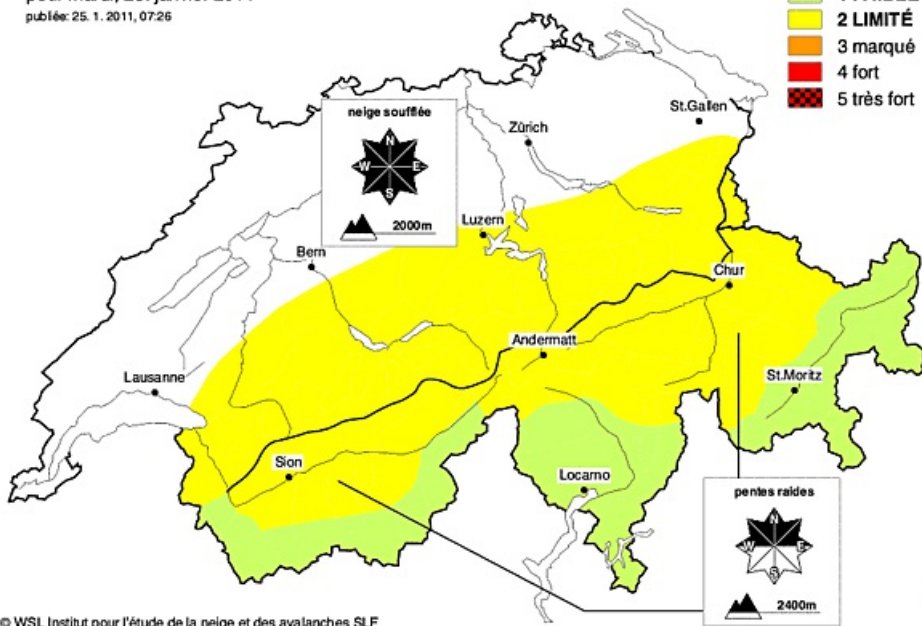 publiée: 25. 1. 2011, 07:26
2 LIMITÉ
3 marqué
4 fort
5 très fort
St.Gallen
Zürich
neige soufflée
N
W E
S
2000m
Luzern
Bern
Chur
Andermatt
Lausanne
St.Moritz
Sion
Locarno
pentes raides
N
W E
S
2400m
© WSL Institut pour l'étude de la neige et des avalanches SLF